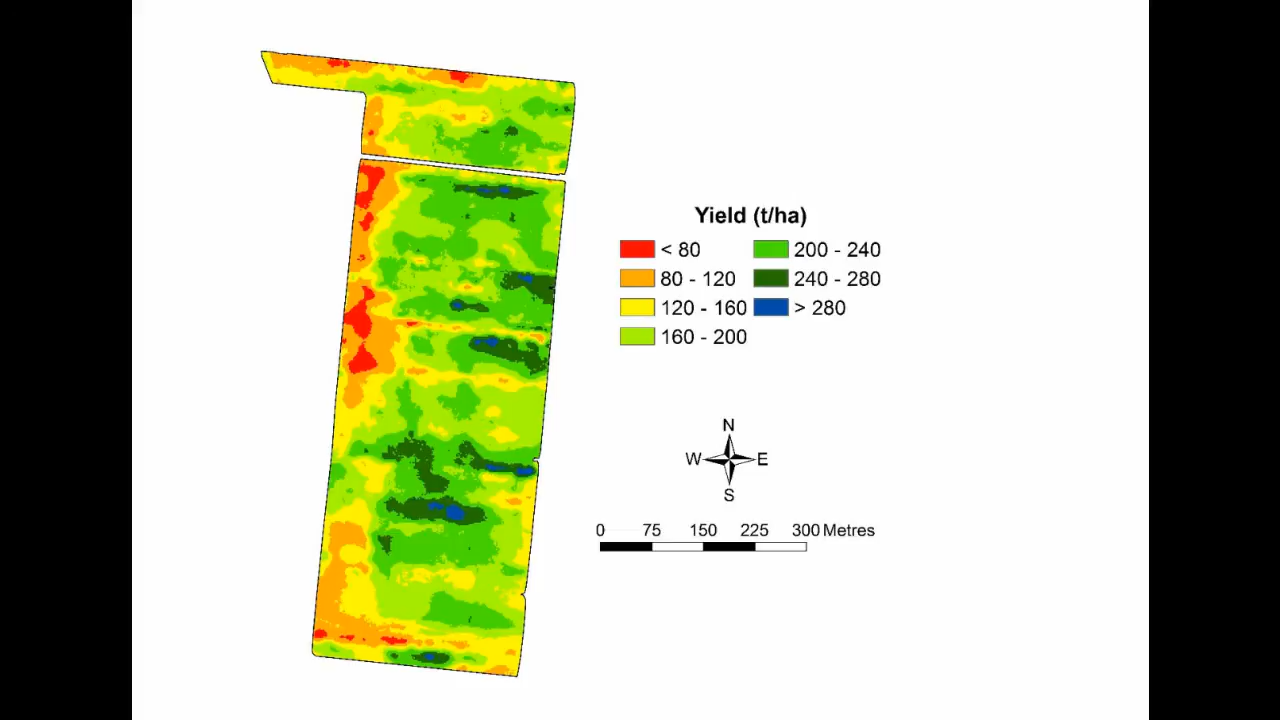 Yield (t/ha)
< 80
200 - 240
80 - 120
240 - 280
120 - 160
> 280
160 - 200
N
W
E
S
0 75 150 225 300 Metres